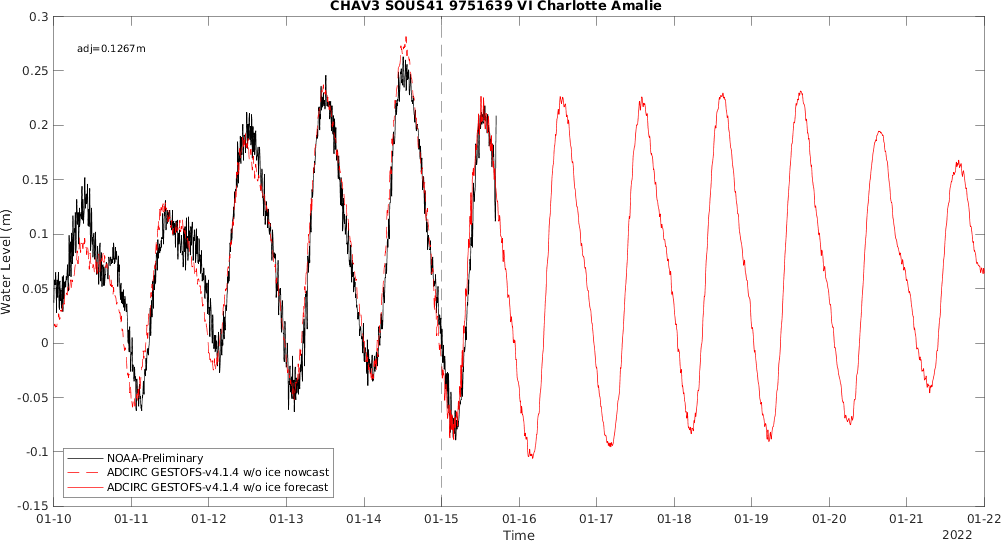 CHAV3 SOUS41 9751639 VI Charlotte Amalie
adj=0.1267m
0.3
0.25
0.2
0.15
0.1
0.05
0
-0.05
-0.1
-0.15
Water Level (m)
NOAA-Preliminary
ADCIRC GESTOFS-v4.1.4 w/o ice nowcast
ADCIRC GESTOFS-v4.1.4 w/o ice forecast
01-10 01-11 01-12 01-13 01-14 01-15 01-16 01-17 01-18 01-19 01-20 01-21 01-22
Time
2022